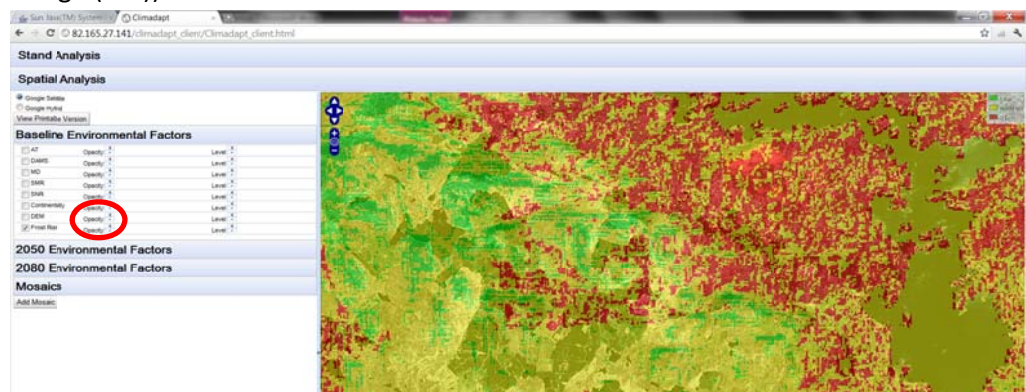 Sun Java(TM) System
Climadapt
82.165.27.141/climadapt_client/Climadapt_client.html
Stand Analysis
Spatial Analysis
Google Satellite
Google Hybrid
View Printable Version
Baseline Environmental Factors
AT Opacity: Level:
DAMS Opacity: Level:
MD Opacity: Level:
SMR Opacity: Level:
SNR Opacity: Level:
Continentality Opacity: Level:
DEM Opacity: Level:
Frost Risk Opacity: Level:
2050 Environmental Factors
2080 Environmental Factors
Mosaics
Add Mosaic